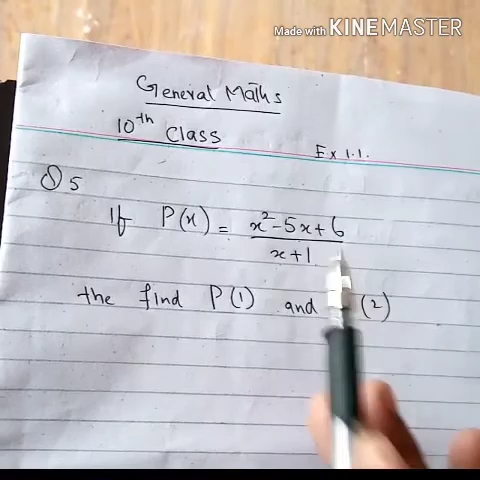 Made with KINEMASTER
General Maths
10th Class
Ex 1.1.
Q 5
If P(x) = x²-5x+6
x+1
the find P(1) and (2)